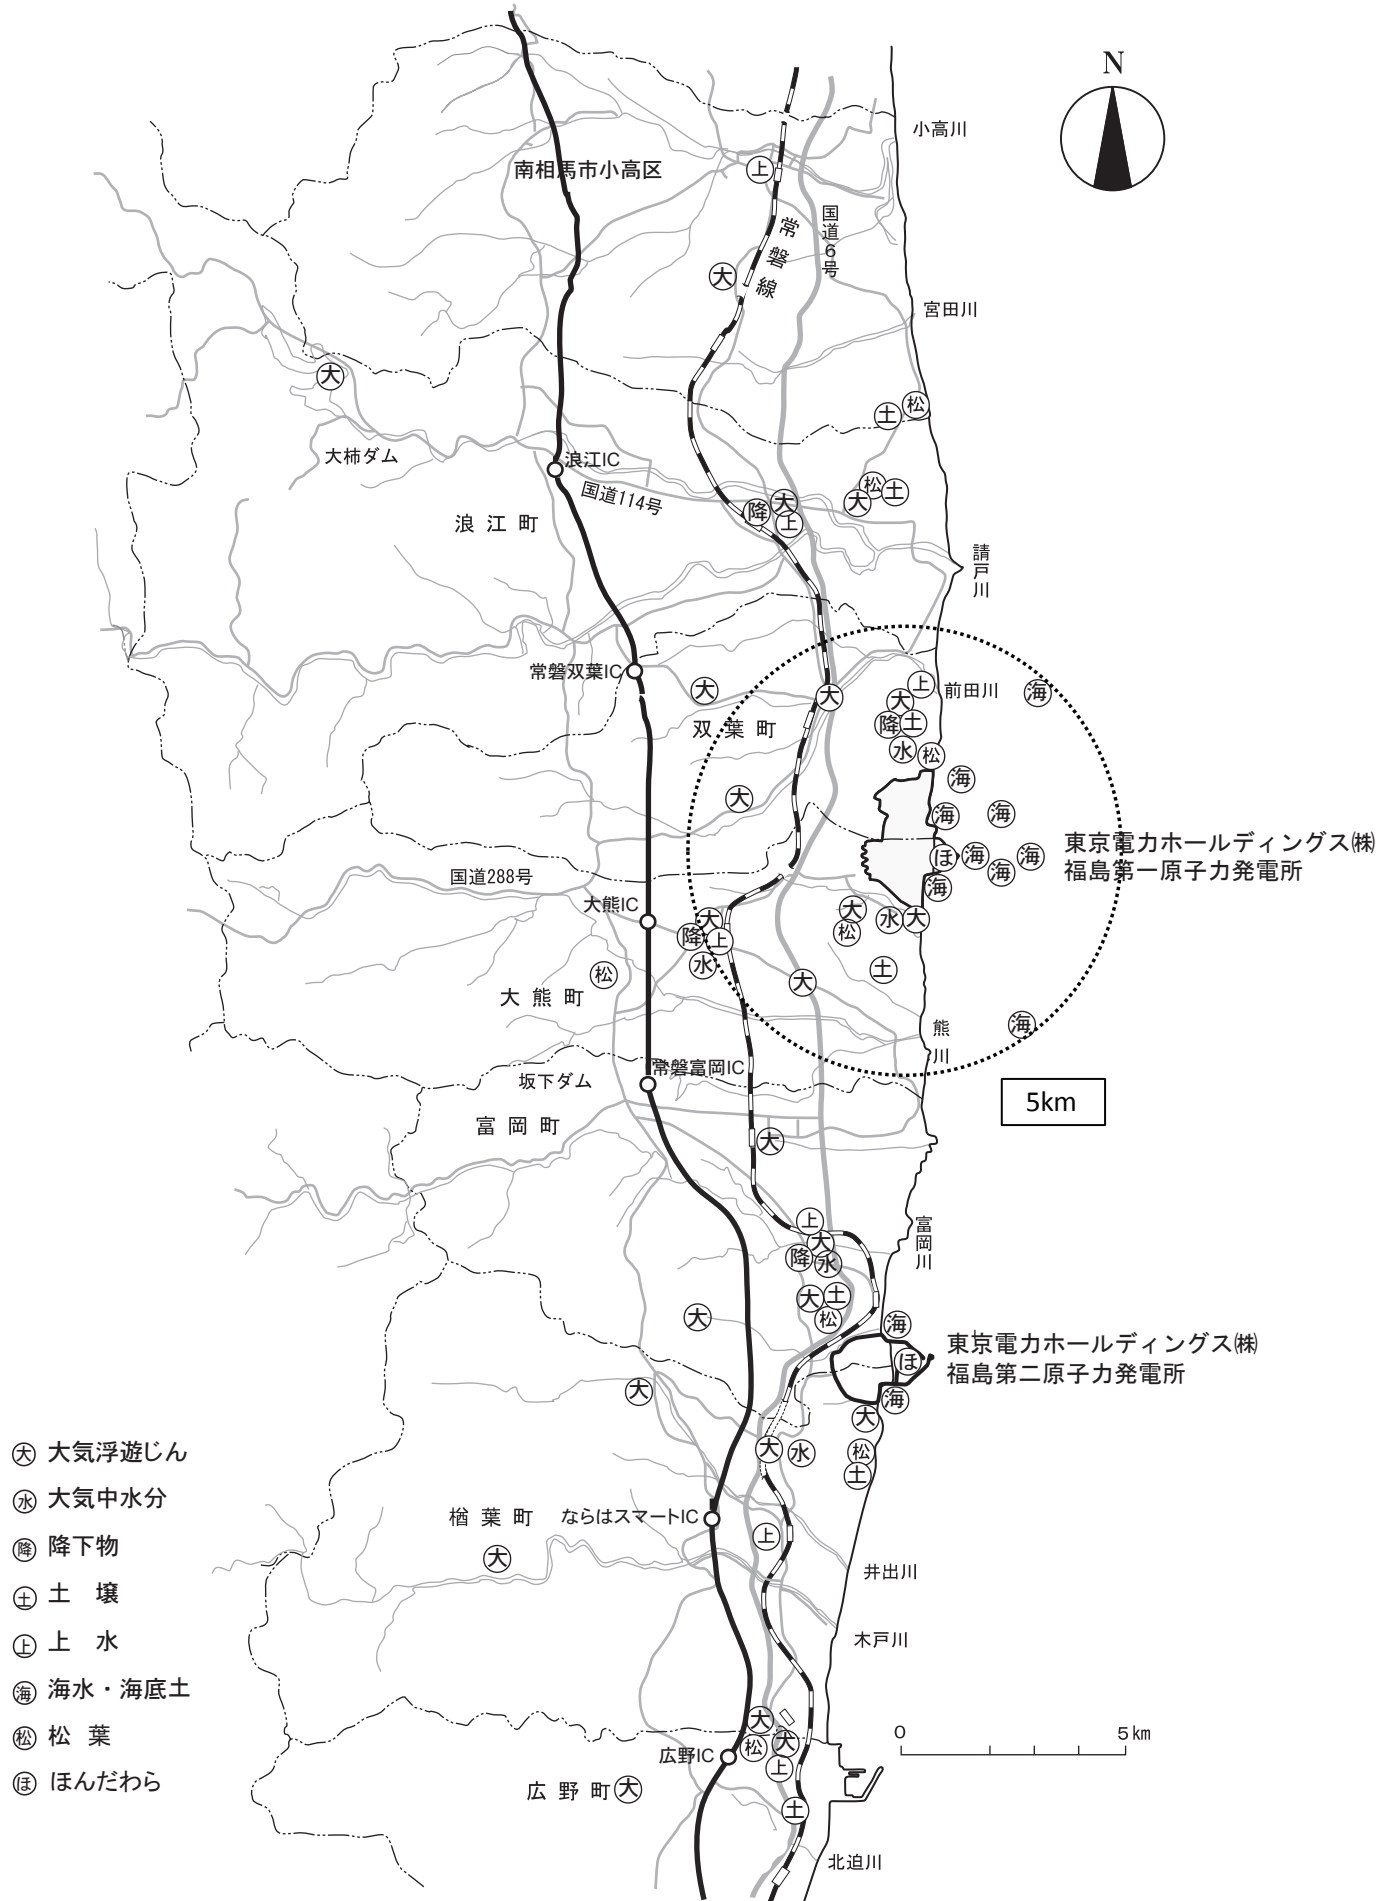 N
小高川
南相馬市小高区
上
国道6号
常磐線
大
宮田川
大
松
土
大柿ダム
浪江IC
国道114号
松
土
大
大
降
上
浪江町
請戸川
常磐双葉IC
大
大
上
前田川
海
大
降
土
双葉町
水
松
海
大
海
海
東京電力ホールディングス㈱
福島第一原子力発電所
ほ
海
海
海
海
国道288号
大熊IC
大
降
上
水
大
松
水
大
松
土
大
大熊町
海
熊川
常磐富岡IC
坂下ダム
5km
富岡町
大
上
大
降
水
富岡川
大
土
松
大
海
東京電力ホールディングス㈱
福島第二原子力発電所
ほ
海
大
大
大
水
松
土
大 大気浮遊じん
水 大気中水分
降 降下物
土 土壌
上 上水
海 海水・海底土
松 松葉
ほ ほんだわら
楢葉町
ならはスマートIC
上
大
井出川
木戸川
大
大
松
上
広野IC
0
5km
広野町
大
土
北迫川